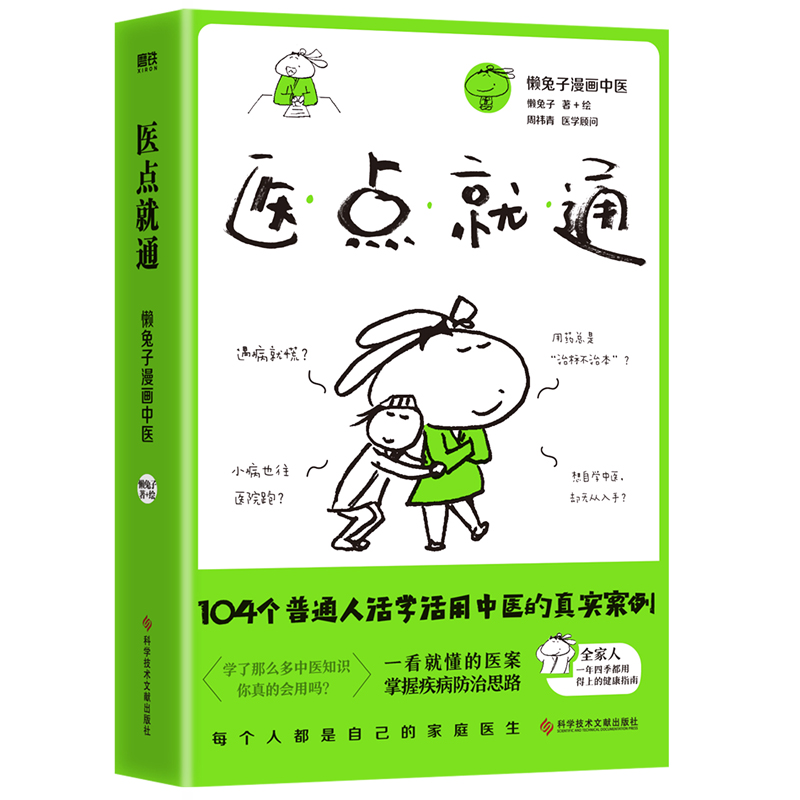 磨铁
XIRON
医点就通
懒兔子漫画中医
懒兔子
著+绘
科学技术文献出版社
懒兔子漫画中医
懒兔子 著+绘
周祎青 医学顾问
医·点·就·通
遇病就慌?
用药总是
“治标不治本”?
小病也往
医院跑?
想自学中医,
却无从入手?
104个普通人活学活用中医的真实案例
学了那么多中医知识
你真的会用吗?
一看就懂的医案
掌握疾病防治思路
全家人
一年四季都用
得上的健康指南
每个人都是自己的家庭医生
科学技术文献出版社
SCIENTIFIC AND TECHNICAL DOCUMENTATION PRESS